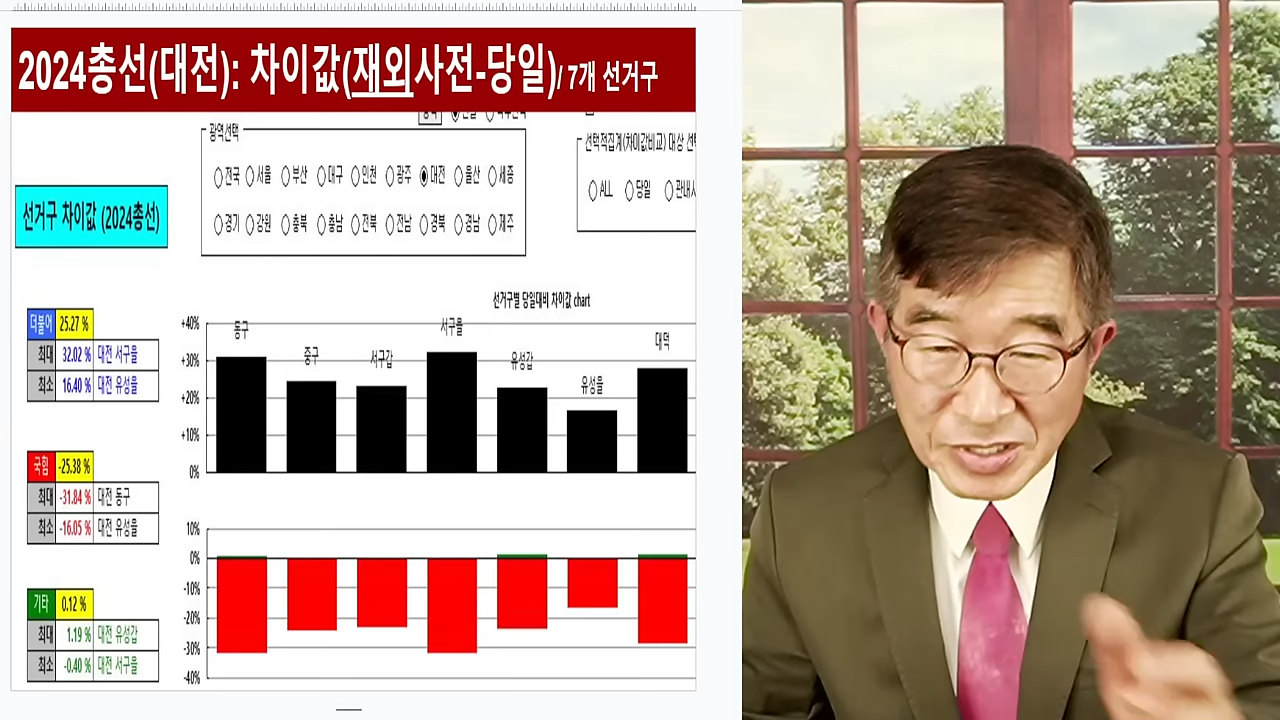 2024총선(대전): 차이값(재외사전-당일)/ 7개 선거구
광역선택
선택적집계(차이값비교) 대상 선택
전국 서울 부산 대구 인천 광주 대전 울산 세종
ALL 당일 관내사
경기 강원 충북 충남 전북 전남 경북 경남 제주
선거구 차이값 (2024총선)
선거구별 당일대비 차이값 chart
더불어 25.27 %
최대 32.02 % 대전 서구을
최소 16.40 % 대전 유성을
국힘 -25.38 %
최대 -31.84 % 대전 동구
최소 -16.05 % 대전 유성을
기타 0.12 %
최대 1.19 % 대전 유성갑
최소 -0.40 % 대전 서구을
+40%
+30%
+20%
+10%
0%
동구 중구 서구갑 서구을 유성갑 유성을 대덕
10%
0%
-10%
-20%
-30%
-40%